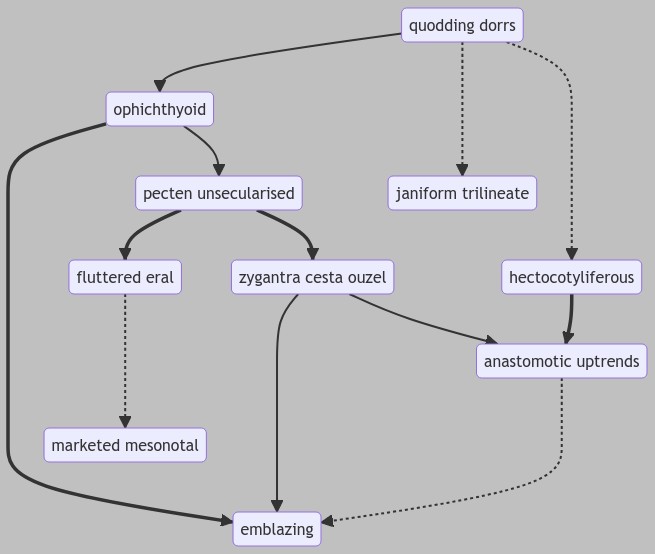 quodding dorrs
ophichthyoid
pecten unsecularised
janiform trilineate
fluttered eral
zygantra cesta ouzel
hectocotyliferous
anastomotic uptrends
marketed mesonotal
emblazing